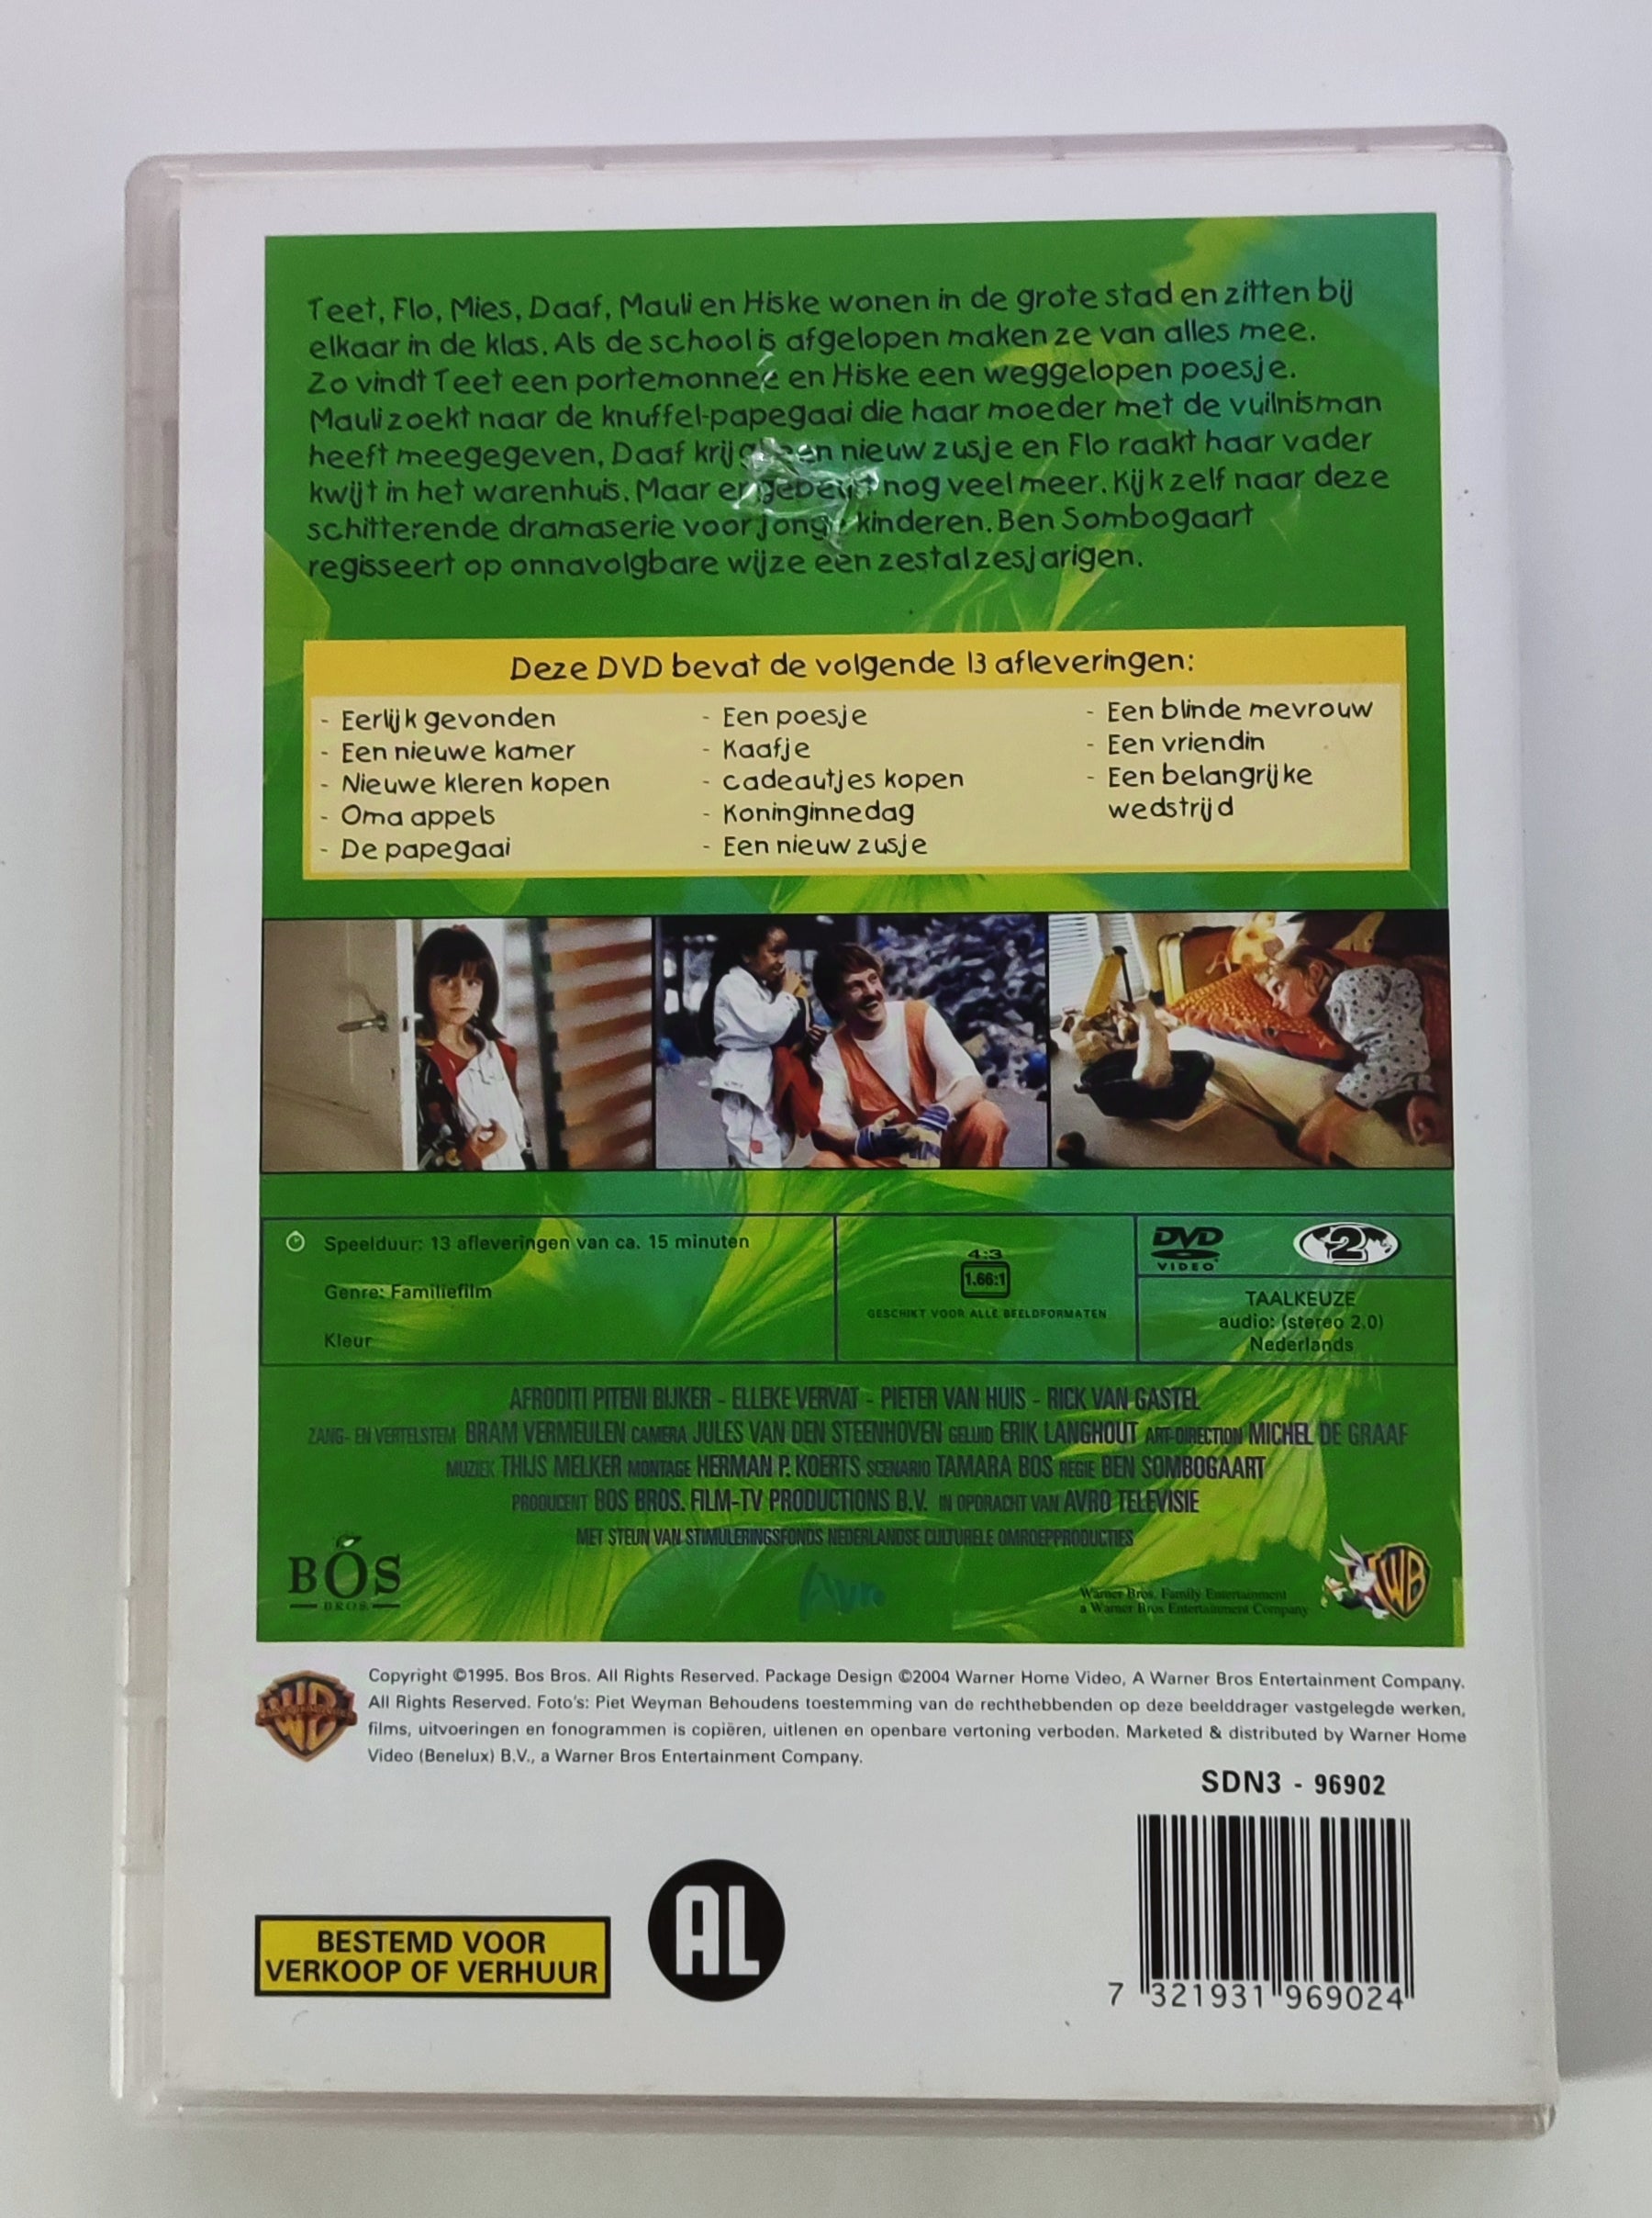 Teet, Flo, Mies, Daaf, Mauli en Hiske wonen in de grote stad en zitten bij
elkaar in de klas. Als de school is afgelopen maken ze van alles mee.
Zo vindt Teet een portemonnee en Hiske een weggelopen poesje.
Mauli zoekt naar de knuffel-papegaai die haar moeder met de vuilnisman
heeft meegegeven, Daaf krijgt een nieuw zusje en Flo raakt haar vader
kwijt in het warenhuis. Maar er gebeurt nog veel meer. Kijk zelf naar deze
schitterende dramaserie voor jonge kinderen. Ben Sombogaart
regisseert op onnavolgbare wijze een zestal zesjarigen.
Deze DVD bevat de volgende 13 afleveringen:
- Eerlijk gevonden
- Een nieuwe kamer
- Nieuwe kleren kopen
- Oma appels
- De papegaai
- Een poesje
- Kaafje
- cadeautjes kopen
- Koninginnedag
- Een nieuw zusje
- Een blinde mevrouw
- Een vriendin
- Een belangrijke
wedstrijd
Speelduur: 13 afleveringen van ca. 15 minuten
Genre: Familiefilm
Kleur
4:3
1.66:1
GESCHIKT VOOR ALLE BEELDFORMATEN
DVD
VIDEO
2
TAALKEUZE
audio: (stereo 2.0)
Nederlands
AFRODITI PITENI BIJKER - ELLEKE VERVAT - PIETER VAN HUIS - RICK VAN GASTEL
ZANG- EN VERTELSTEM BRAM VERMEULEN CAMERA JULES VAN DEN STEENHOVEN GELUID ERIK LANGHOUT ART-DIRECTION MICHEL DE GRAAF
MUZIEK THIJS MELKER MONTAGE HERMAN P. KOERTS SCENARIO TAMARA BOS REGIE BEN SOMBOGAART
PRODUCENT BOS BROS. FILM-TV PRODUCTIONS B.V. IN OPDRACHT VAN AVRO TELEVISIE
MET STEUN VAN STIMULERINGSFONDS NEDERLANDSE CULTURELE OMROEPPRODUCTIES
BOS
BROS.
Avro
Warner Bros. Family Entertainment
a Warner Bros Entertainment Company
WB
Copyright ©1995. Bos Bros. All Rights Reserved. Package Design ©2004 Warner Home Video, A Warner Bros Entertainment Company.
All Rights Reserved. Foto's: Piet Weyman Behoudens toestemming van de rechthebbenden op deze beelddrager vastgelegde werken,
films, uitvoeringen en fonogrammen is copiëren, uitlenen en openbare vertoning verboden. Marketed & distributed by Warner Home
Video (Benelux) B.V., a Warner Bros Entertainment Company.
SDN3 - 96902
BESTEMD VOOR
VERKOOP OF VERHUUR
AL
7 321931 969024